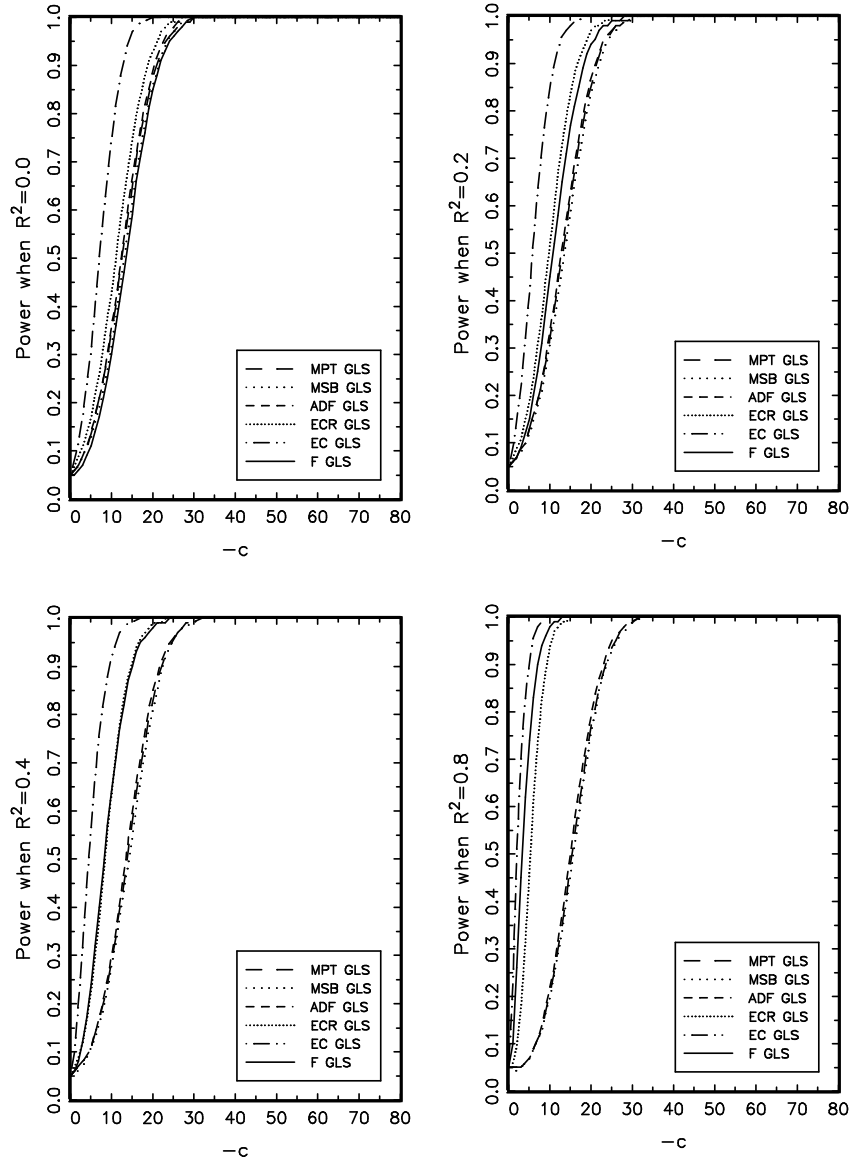 Power when R²=0.0
1.0
0.9
0.8
0.7
0.6
0.5
0.4
0.3
0.2
0.1
0.0
MPT GLS
MSB GLS
ADF GLS
ECR GLS
EC GLS
F GLS
0 10 20 30 40 50 60 70 80
−c
Power when R²=0.2
1.0
0.9
0.8
0.7
0.6
0.5
0.4
0.3
0.2
0.1
0.0
MPT GLS
MSB GLS
ADF GLS
ECR GLS
EC GLS
F GLS
0 10 20 30 40 50 60 70 80
−c
Power when R²=0.4
1.0
0.9
0.8
0.7
0.6
0.5
0.4
0.3
0.2
0.1
0.0
MPT GLS
MSB GLS
ADF GLS
ECR GLS
EC GLS
F GLS
0 10 20 30 40 50 60 70 80
−c
Power when R²=0.8
1.0
0.9
0.8
0.7
0.6
0.5
0.4
0.3
0.2
0.1
0.0
MPT GLS
MSB GLS
ADF GLS
ECR GLS
EC GLS
F GLS
0 10 20 30 40 50 60 70 80
−c